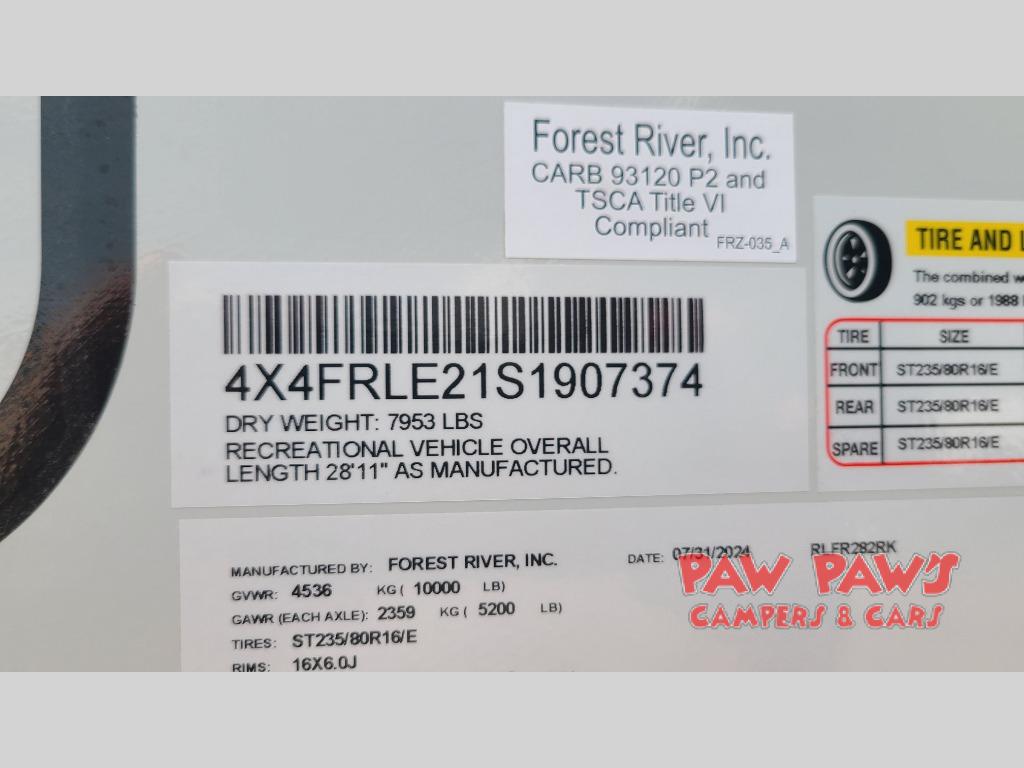 Forest River, Inc.
CARB 93120 P2 and
TSCA Title VI
Compliant
FRZ-035_A
4X4FRLE21S1907374
DRY WEIGHT: 7953 LBS
RECREATIONAL VEHICLE OVERALL
LENGTH 28'11" AS MANUFACTURED.
TIRE AND
The combined
902 kgs or 1988
TIRE SIZE
FRONT ST235/80R16/E
REAR ST235/80R16/E
SPARE ST235/80R16/E
MANUFACTURED BY: FOREST RIVER, INC. DATE: 07/31/2024 RLFR282RK
GVWR: 4536 KG ( 10000 LB)
GAWR (EACH AXLE): 2359 KG ( 5200 LB)
TIRES: ST235/80R16/E
RIMS: 16X6.0J
PAW PAW'S
CAMPERS & CARS